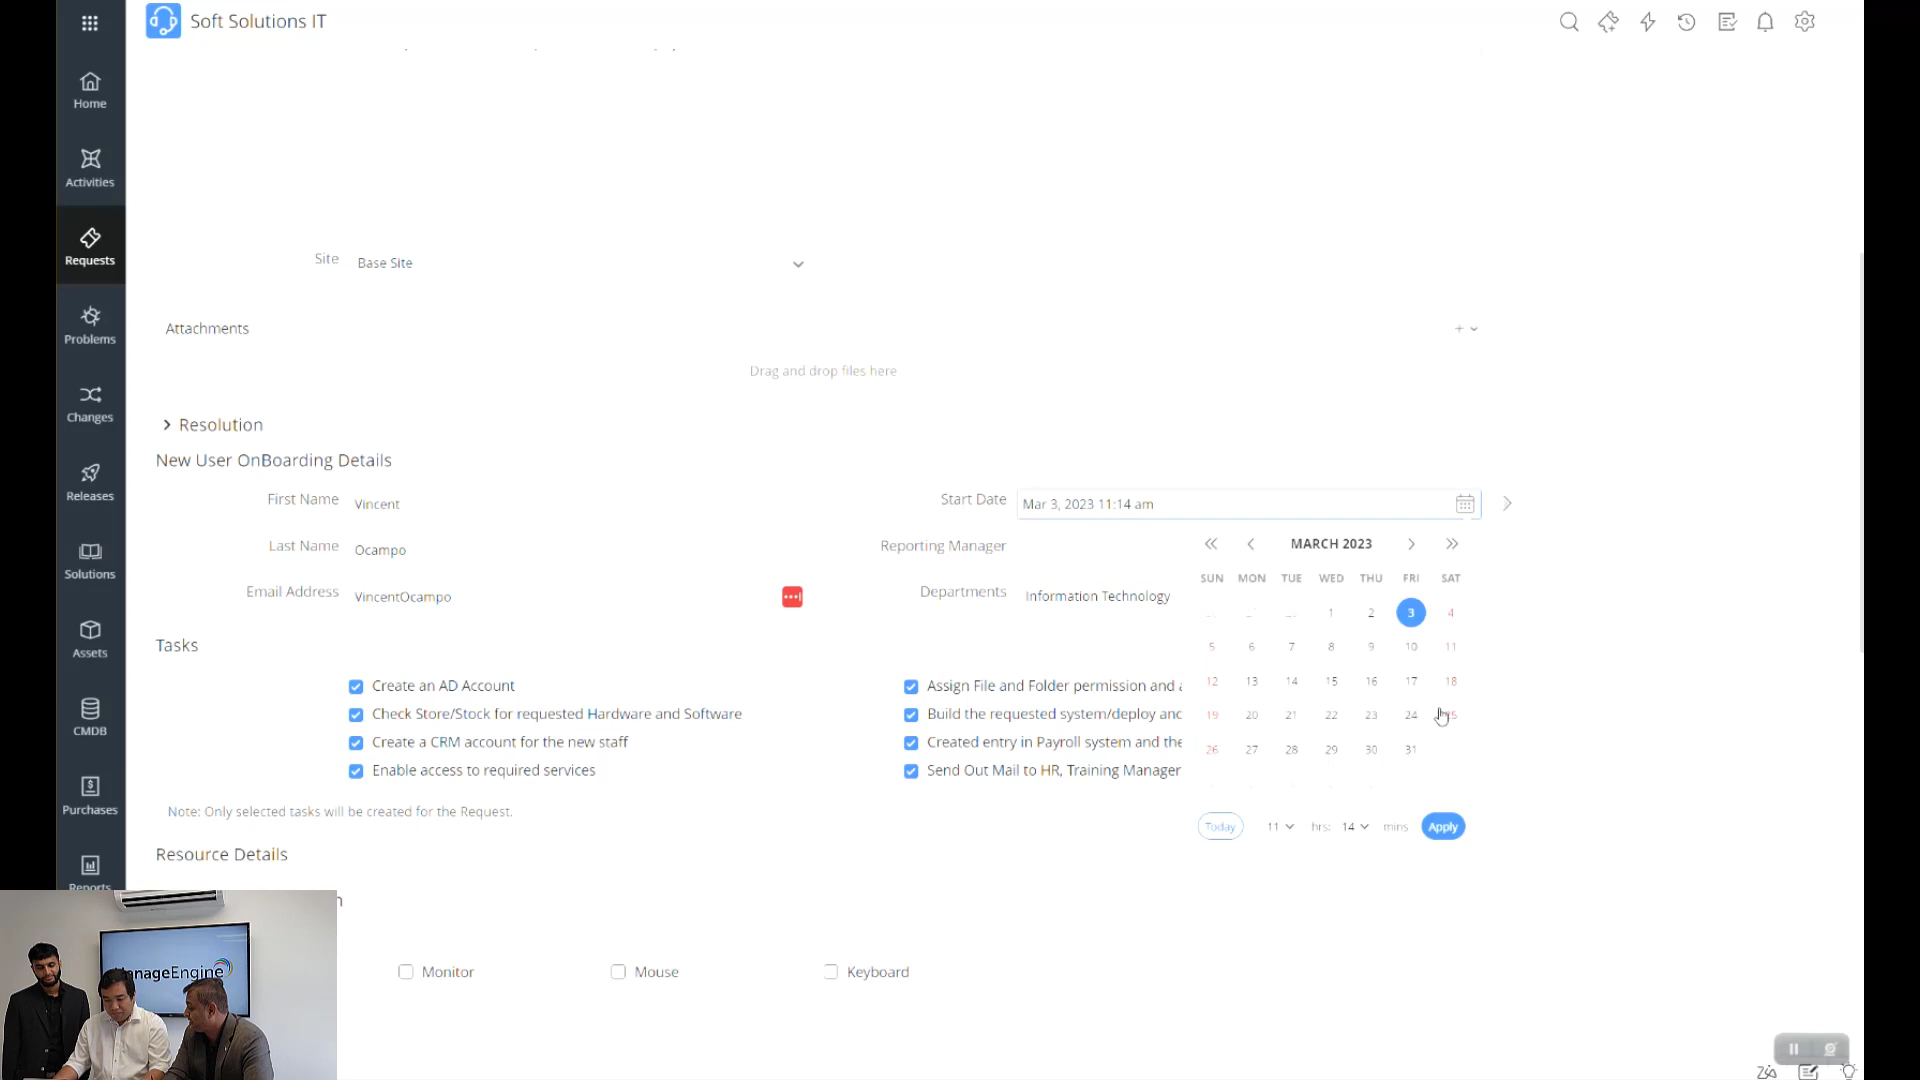 Soft Solutions IT
Home
Activities
Requests
Problems
Changes
Releases
Solutions
Assets
CMDB
Purchases
Reports
Site
Base Site
Attachments
Drag and drop files here
Resolution
New User OnBoarding Details
First Name
Vincent
Start Date
Mar 3, 2023 11:14 am
Last Name
Ocampo
Reporting Manager
Email Address
VincentOcampo
Departments
Information Technology
MARCH 2023
SUN MON TUE WED THU FRI SAT
1 2 3 4
5 6 7 8 9 10 11
12 13 14 15 16 17 18
19 20 21 22 23 24 25
26 27 28 29 30 31
Today
11
hrs:
14
mins
Apply
Tasks
Create an AD Account
Assign File and Folder permission and
Check Store/Stock for requested Hardware and Software
Build the requested system/deploy and
Create a CRM account for the new staff
Created entry in Payroll system and the
Enable access to required services
Send Out Mail to HR, Training Manager
Note: Only selected tasks will be created for the Request.
Resource Details
Monitor
Mouse
Keyboard
nageEngine